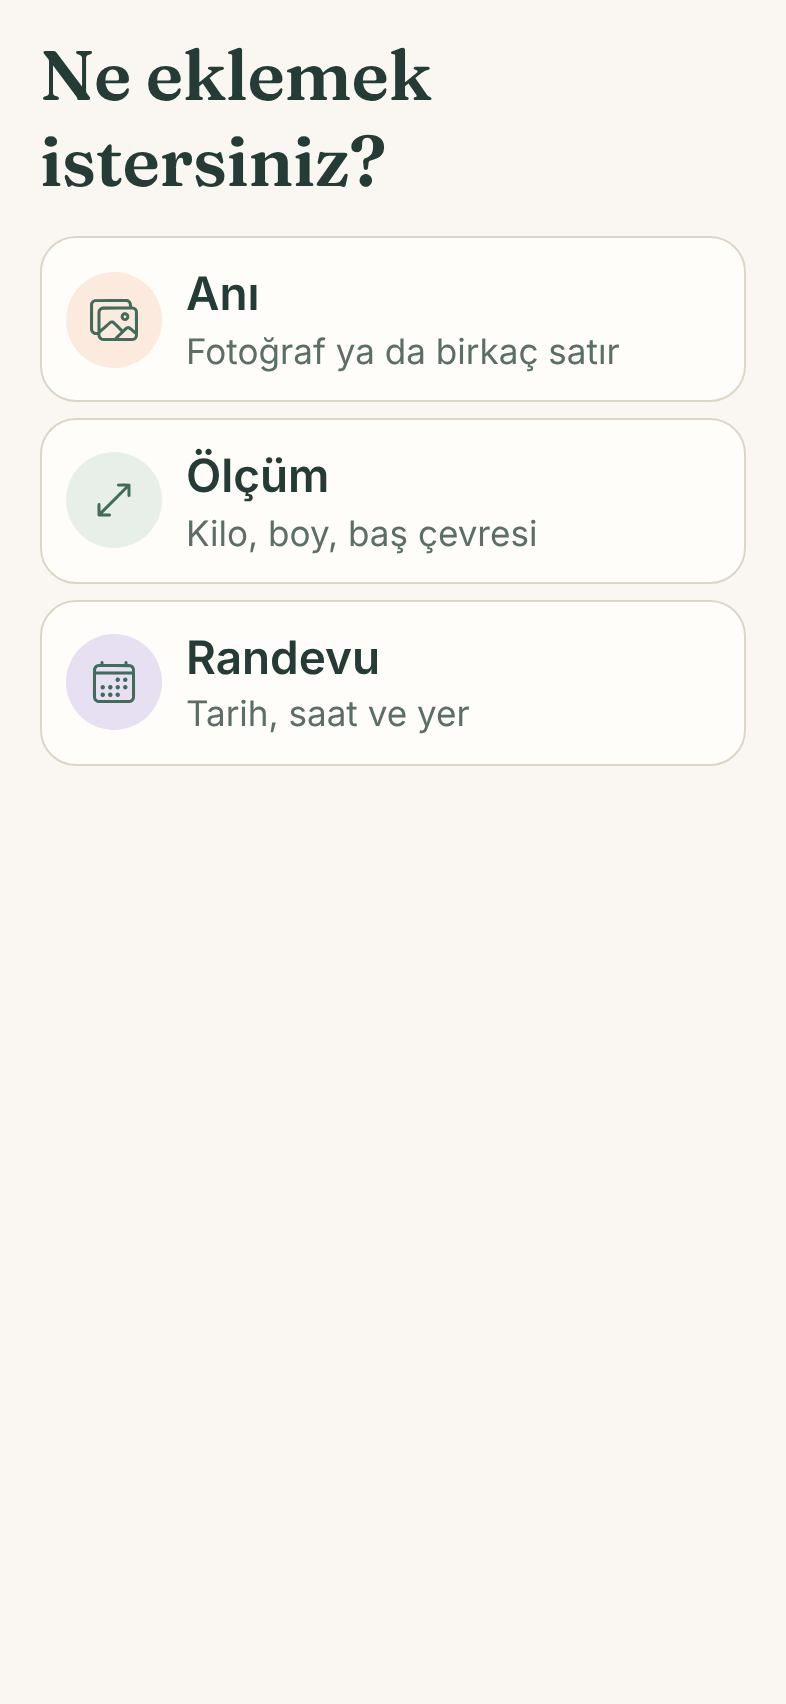 Ne eklemek
istersiniz?
Anı
Fotoğraf ya da birkaç satır
Ölçüm
Kilo, boy, baş çevresi
Randevu
Tarih, saat ve yer